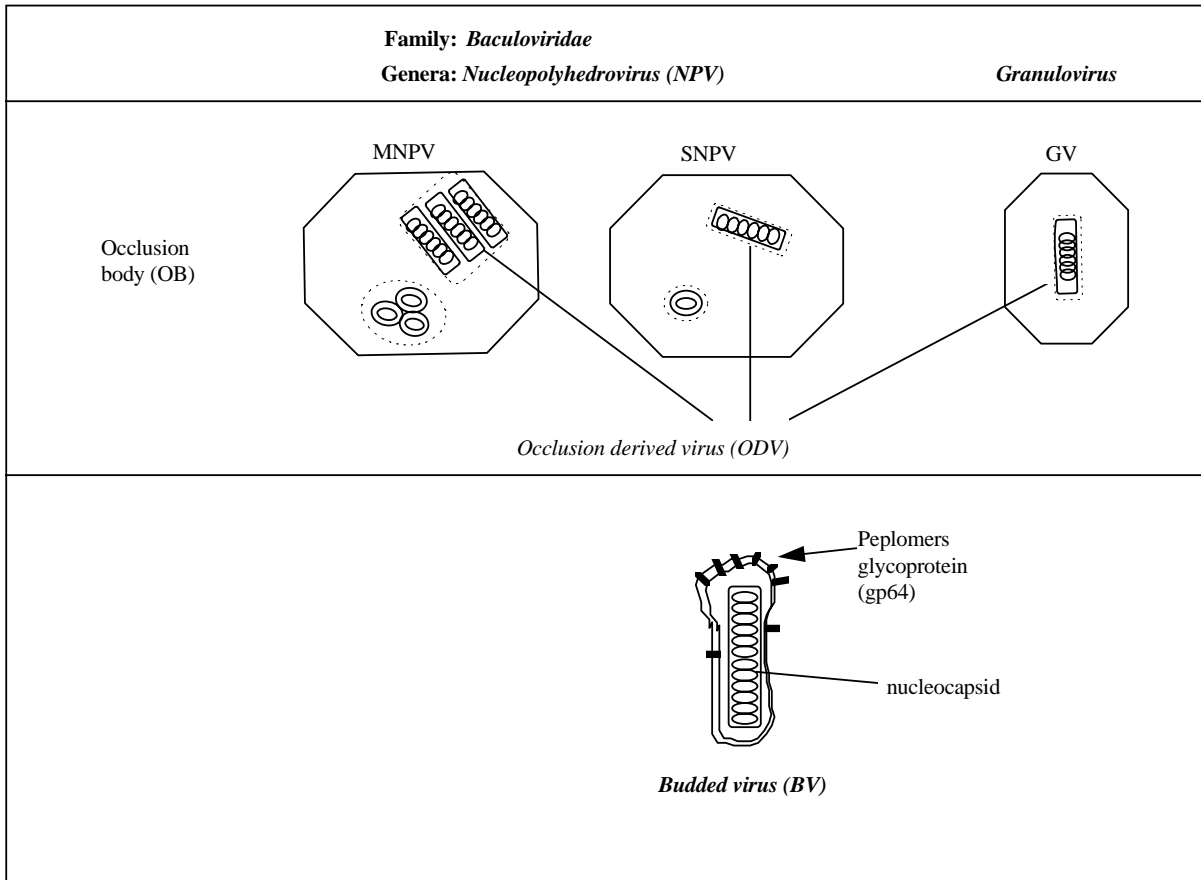 Family: Baculoviridae
Genera: Nucleopolyhedrovirus (NPV)
Granulovirus
MNPV
SNPV
GV
Occlusion
body (OB)
Occlusion derived virus (ODV)
Peplomers
glycoprotein
(gp64)
nucleocapsid
Budded virus (BV)